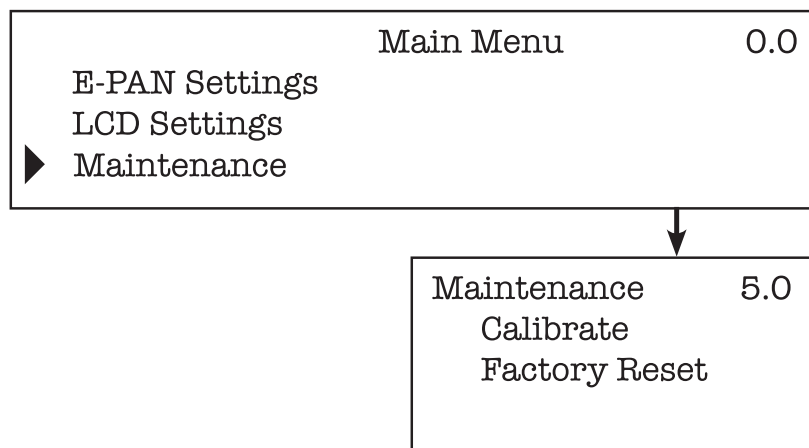 Main Menu 0.0
E-PAN Settings
LCD Settings
Maintenance
Maintenance 5.0
Calibrate
Factory Reset